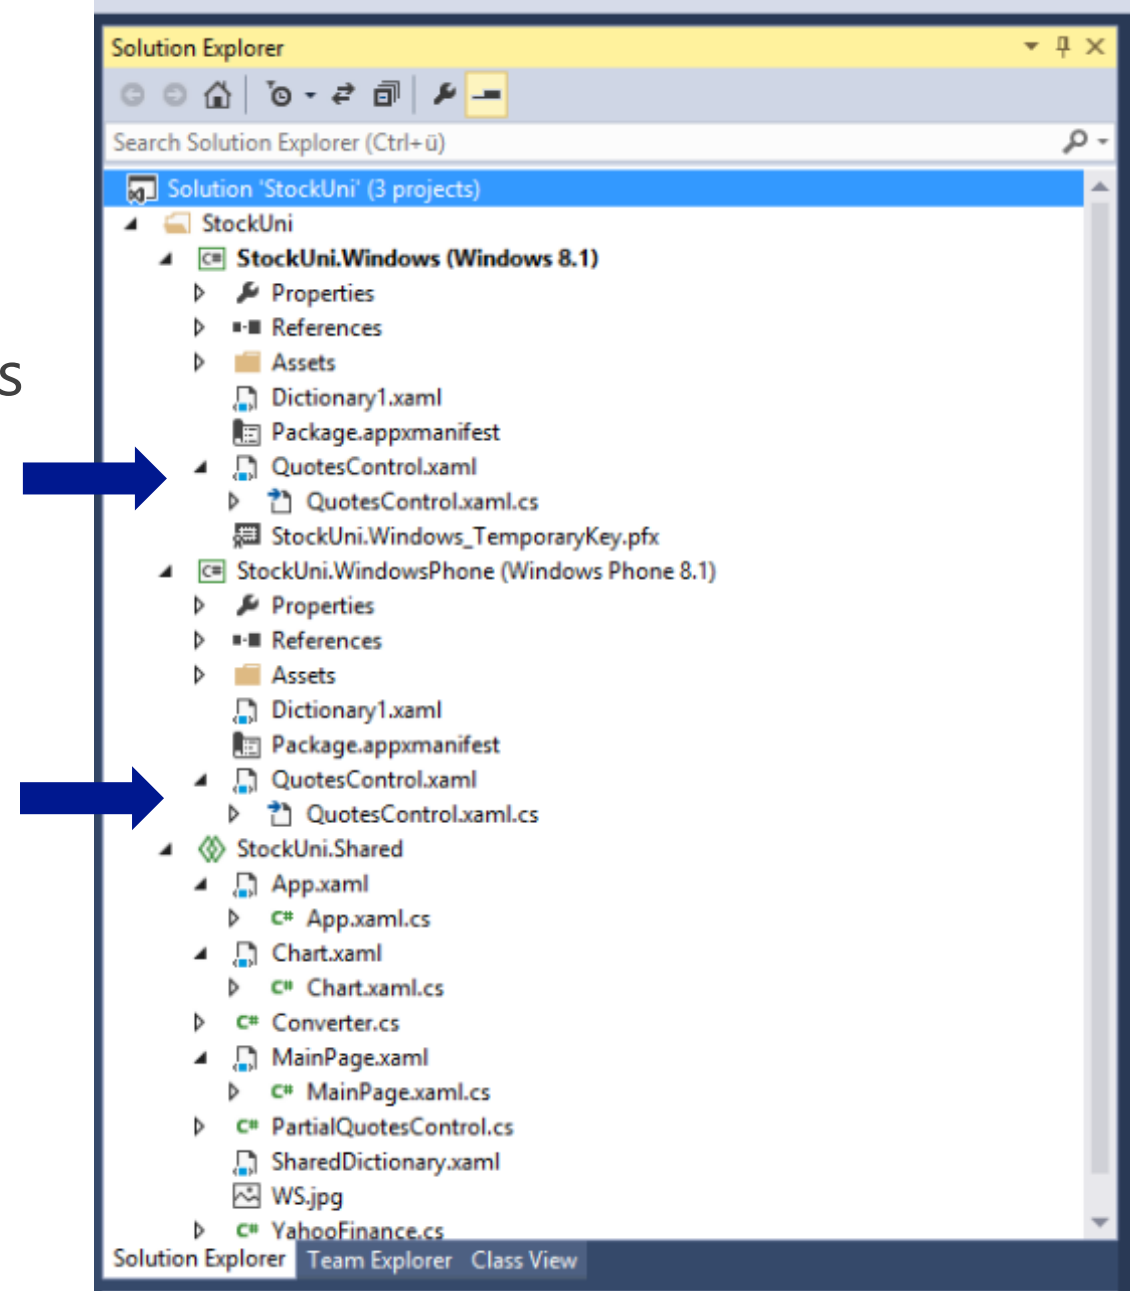 Solution Explorer
Search Solution Explorer (Ctrl+ü)
Solution 'StockUni' (3 projects)
StockUni
C# StockUni.Windows (Windows 8.1)
Properties
References
Assets
s
Dictionary1.xaml
Package.appxmanifest
QuotesControl.xaml
QuotesControl.xaml.cs
StockUni.Windows_TemporaryKey.pfx
C# StockUni.WindowsPhone (Windows Phone 8.1)
Properties
References
Assets
Dictionary1.xaml
Package.appxmanifest
QuotesControl.xaml
QuotesControl.xaml.cs
StockUni.Shared
App.xaml
C# App.xaml.cs
Chart.xaml
C# Chart.xaml.cs
C# Converter.cs
MainPage.xaml
C# MainPage.xaml.cs
C# PartialQuotesControl.cs
SharedDictionary.xaml
WS.jpg
C# YahooFinance.cs
Solution Explorer Team Explorer Class View